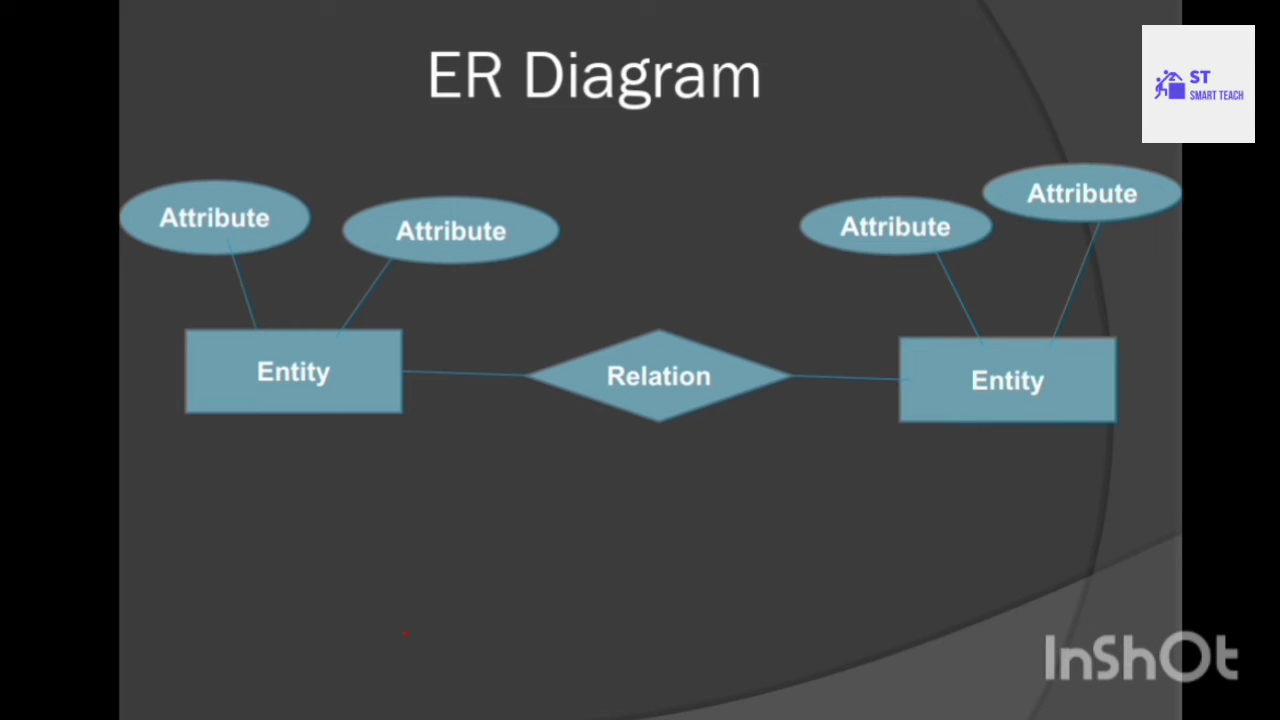 ER Diagram
ST
SMART TEACH
Attribute
Attribute
Attribute
Attribute
Entity
Relation
Entity
InShOt